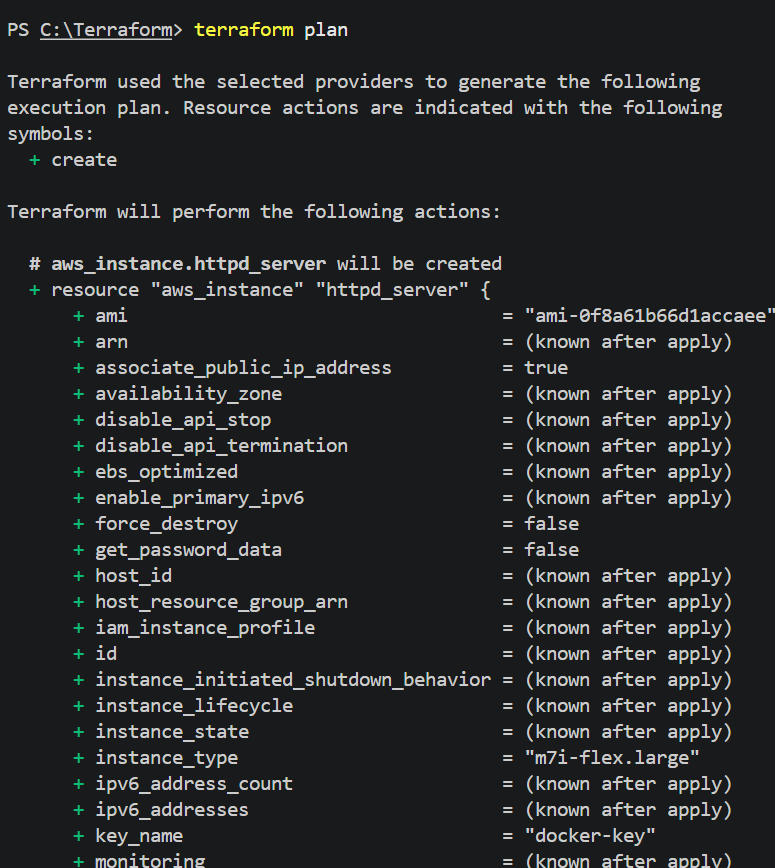 PS C:\Terraform> terraform plan
Terraform used the selected providers to generate the following
execution plan. Resource actions are indicated with the following
symbols:
+ create
Terraform will perform the following actions:
# aws_instance.httpd_server will be created
+ resource "aws_instance" "httpd_server" {
+ ami = "ami-0f8a61b66d1accaee"
+ arn = (known after apply)
+ associate_public_ip_address = true
+ availability_zone = (known after apply)
+ disable_api_stop = (known after apply)
+ disable_api_termination = (known after apply)
+ ebs_optimized = (known after apply)
+ enable_primary_ipv6 = (known after apply)
+ force_destroy = false
+ get_password_data = false
+ host_id = (known after apply)
+ host_resource_group_arn = (known after apply)
+ iam_instance_profile = (known after apply)
+ id = (known after apply)
+ instance_initiated_shutdown_behavior = (known after apply)
+ instance_lifecycle = (known after apply)
+ instance_state = (known after apply)
+ instance_type = "m7i-flex.large"
+ ipv6_address_count = (known after apply)
+ ipv6_addresses = (known after apply)
+ key_name = "docker-key"
+ monitoring = (known after apply)